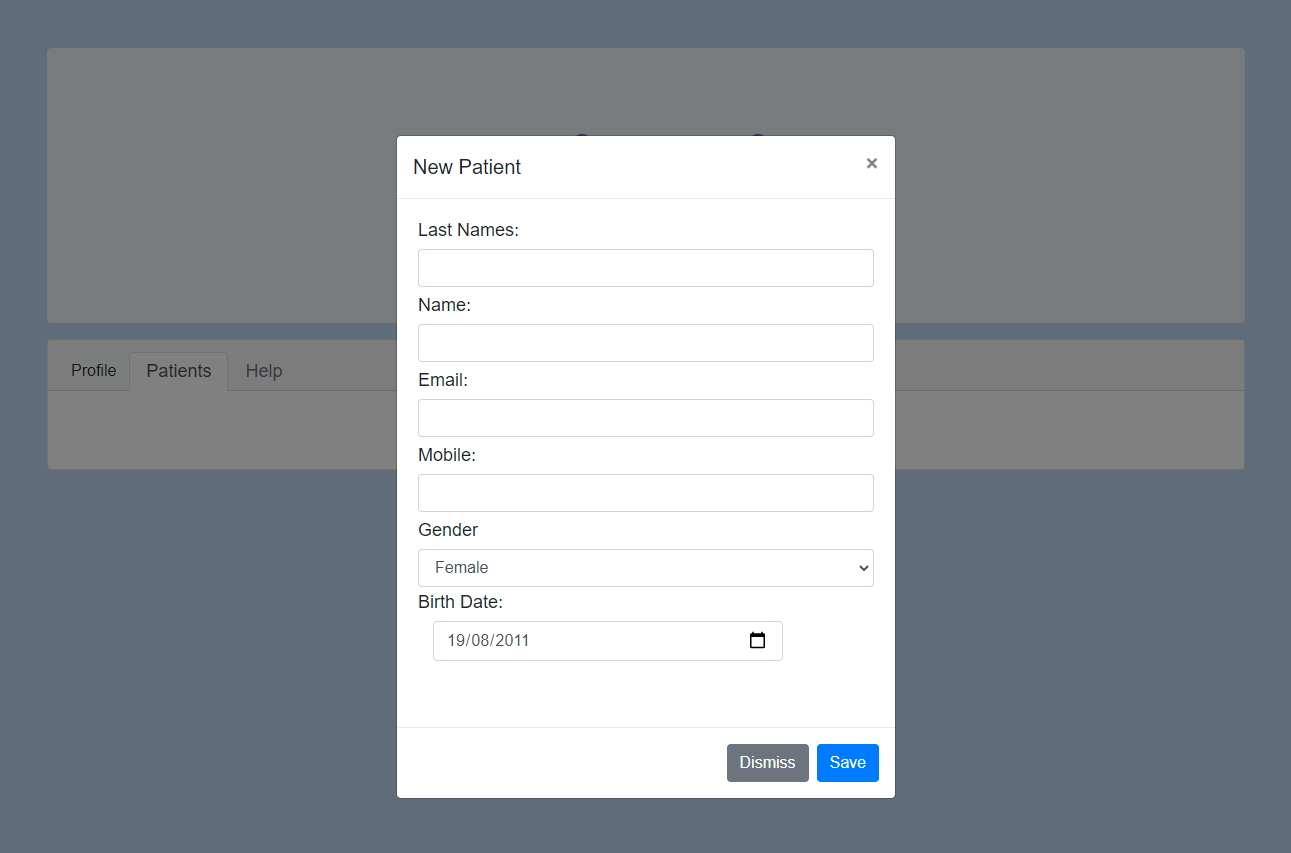 New Patient
×
Last Names:
Name:
Email:
Mobile:
Gender
Female
Birth Date:
19/08/2011
Profile Patients Help
Dismiss Save